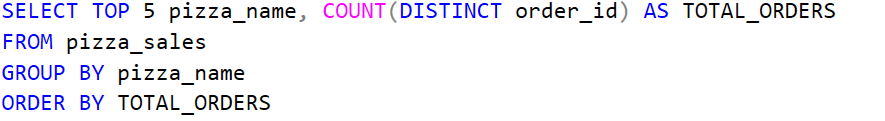 SELECT TOP 5 pizza_name, COUNT(DISTINCT order_id) AS TOTAL_ORDERS
FROM pizza_sales
GROUP BY pizza_name
ORDER BY TOTAL_ORDERS